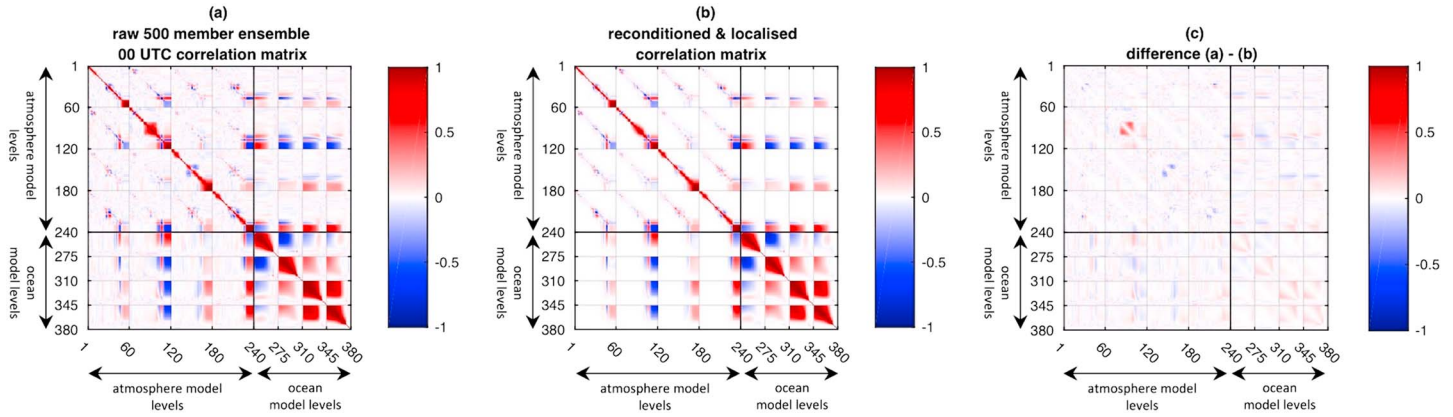 (a)
raw 500 member ensemble
00 UTC correlation matrix
1
60
120
180
240
275
310
345
380
atmosphere model
levels
ocean
model levels
1
60
120
180
240
275
310
345
380
atmosphere model
levels
ocean
model levels
1
0.5
0
-0.5
-1
(b)
reconditioned & localised
correlation matrix
1
60
120
180
240
275
310
345
380
atmosphere model
levels
ocean
model levels
1
60
120
180
240
275
310
345
380
atmosphere model
levels
ocean
model levels
1
0.5
0
-0.5
-1
(c)
difference (a) - (b)
1
60
120
180
240
275
310
345
380
atmosphere model
levels
ocean
model levels
1
60
120
180
240
275
310
345
380
atmosphere model
levels
ocean
model levels
1
0.5
0
-0.5
-1